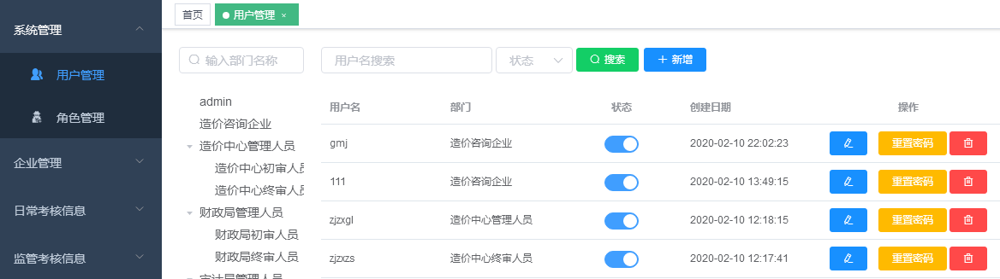 系统管理
用户管理
角色管理
企业管理
日常考核信息
监管考核信息
首页 用户管理 ×
输入部门名称 用户名搜索 状态 搜索 新增
admin
造价咨询企业
造价中心管理人员
造价中心初审人员
造价中心终审人员
财政局管理人员
财政局初审人员
财政局终审人员
审计局管理人员
用户名 部门 状态 创建日期 操作
gmj 造价咨询企业 2020-02-10 22:02:23 重置密码
111 造价咨询企业 2020-02-10 13:49:15 重置密码
zjzxgl 造价中心管理人员 2020-02-10 12:18:15 重置密码
zjzxzs 造价中心终审人员 2020-02-10 12:17:41 重置密码